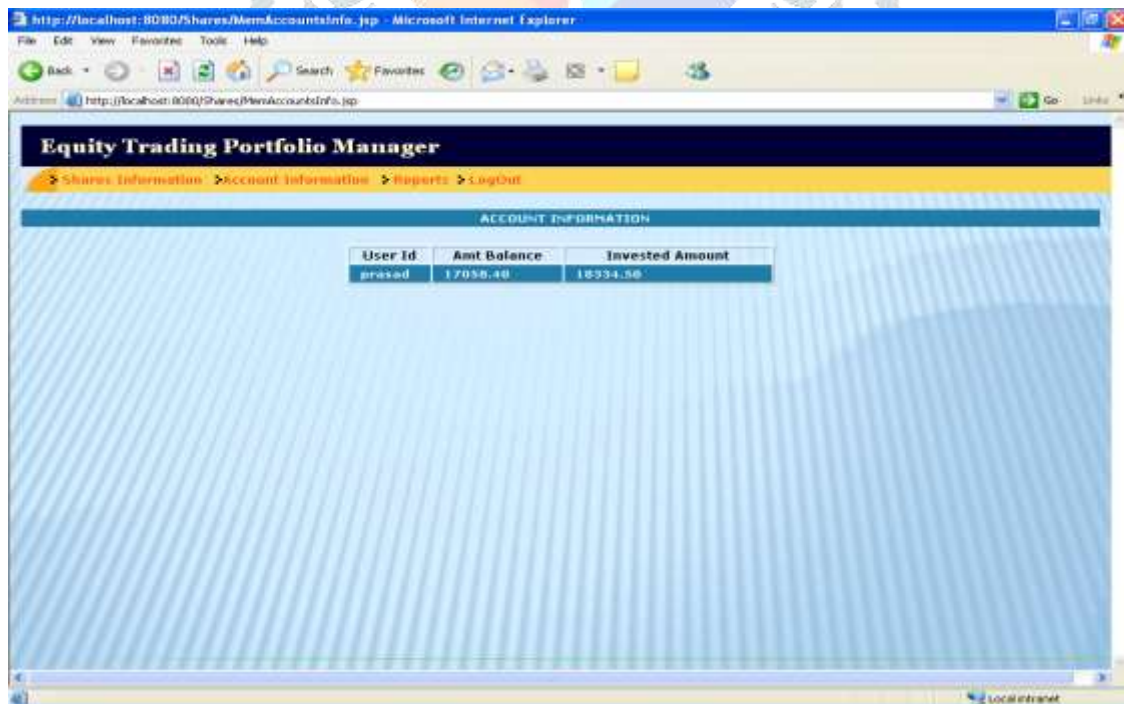 http://localhost:8080/Shares/MemAccountsInfo.jsp - Microsoft Internet Explorer
File Edit View Favorites Tools Help
Back Search Favorites
Address http://localhost:8080/Shares/MemAccountsInfo.jsp Go Links
Equity Trading Portfolio Manager
Shares Information Account Information Reports LogOut
ACCOUNT INFORMATION
User Id Amt Balance Invested Amount
prasad 17058.40 18334.50
Local intranet